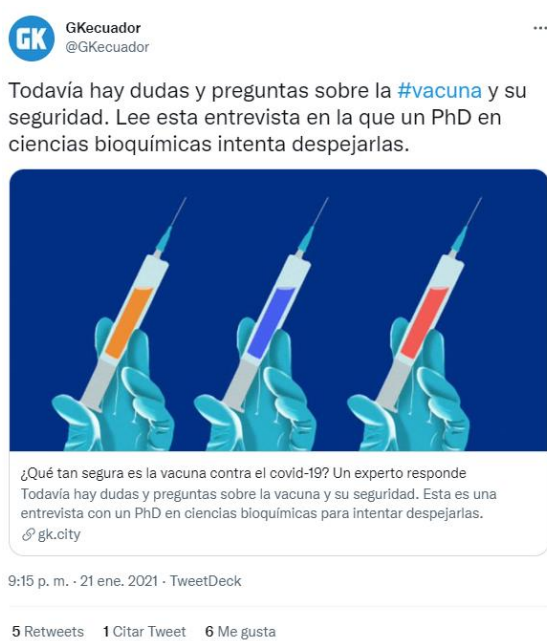 GK
GKecuador
@GKecuador
Todavía hay dudas y preguntas sobre la #vacuna y su
seguridad. Lee esta entrevista en la que un PhD en
ciencias bioquímicas intenta despejarlas.
¿Qué tan segura es la vacuna contra el covid-19? Un experto responde
Todavía hay dudas y preguntas sobre la vacuna y su seguridad. Esta es una
entrevista con un PhD en ciencias bioquímicas para intentar despejarlas.
gk.city
9:15 p. m. · 21 ene. 2021 · TweetDeck
5 Retweets 1 Citar Tweet 6 Me gusta